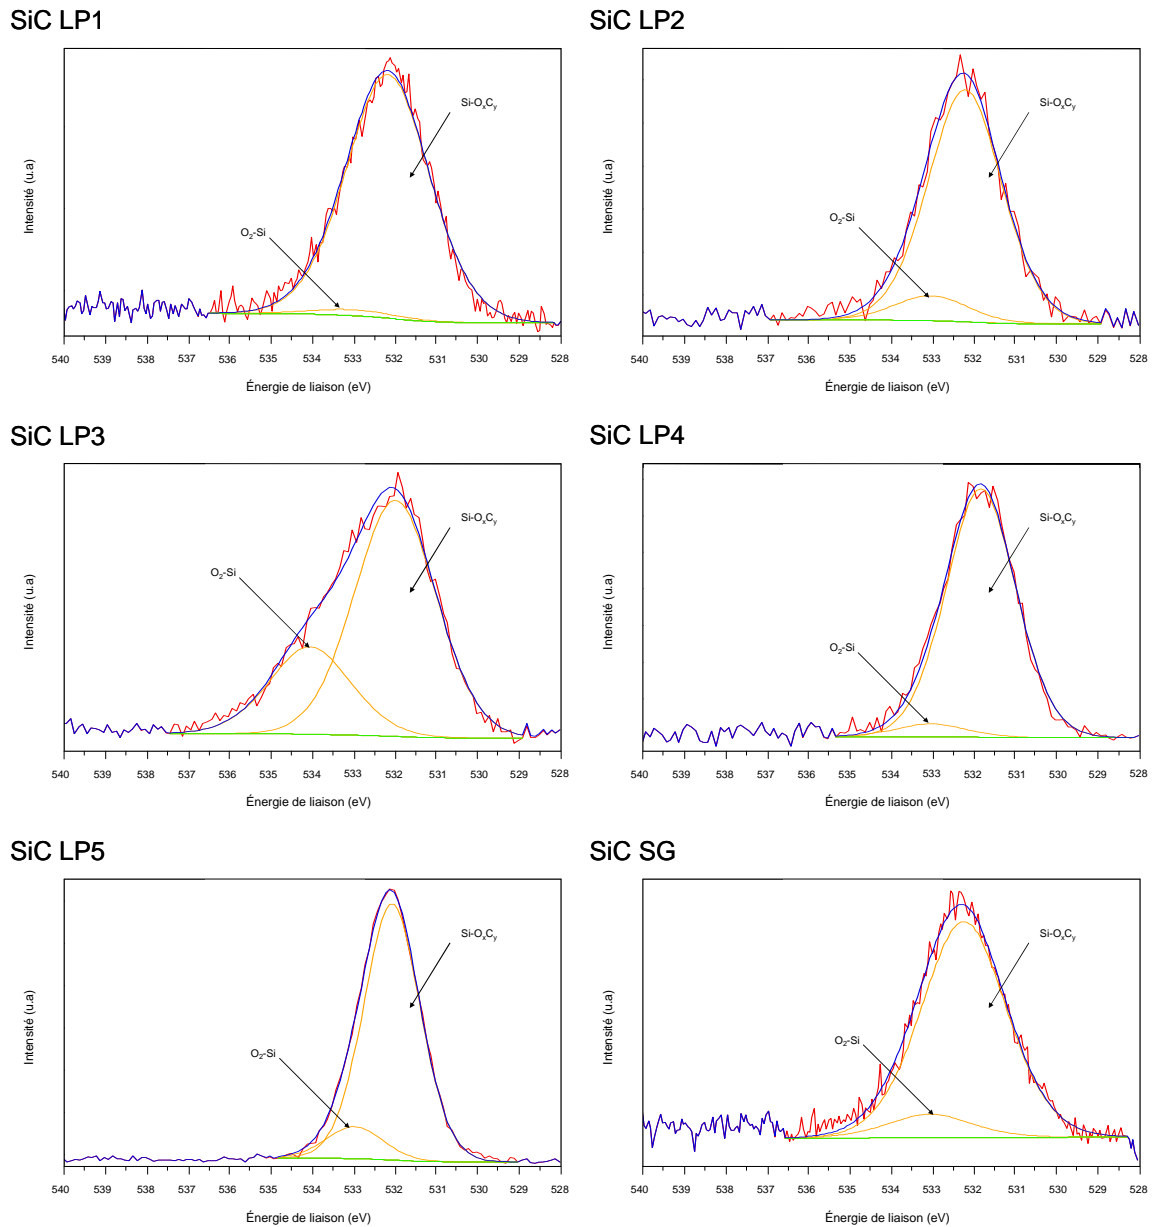 SiC LP1
SiC LP2
Intensité (u.a)
Si-OxCy
O2-Si
540 539 538 537 536 535 534 533 532 531 530 529 528
Énergie de liaison (eV)
Intensité (u.a)
Si-OxCy
O2-Si
540 539 538 537 536 535 534 533 532 531 530 529 528
Énergie de liaison (eV)
SiC LP3
SiC LP4
Intensité (u.a)
Si-OxCy
O2-Si
540 539 538 537 536 535 534 533 532 531 530 529 528
Énergie de liaison (eV)
Intensité (u.a)
Si-OxCy
O2-Si
540 539 538 537 536 535 534 533 532 531 530 529 528
Énergie de liaison (eV)
SiC LP5
SiC SG
Intensité (u.a)
Si-OxCy
O2-Si
540 539 538 537 536 535 534 533 532 531 530 529 528
Énergie de liaison (eV)
Intensité (u.a)
Si-OxCy
O2-Si
540 539 538 537 536 535 534 533 532 531 530 529 528
Énergie de liaison (eV)